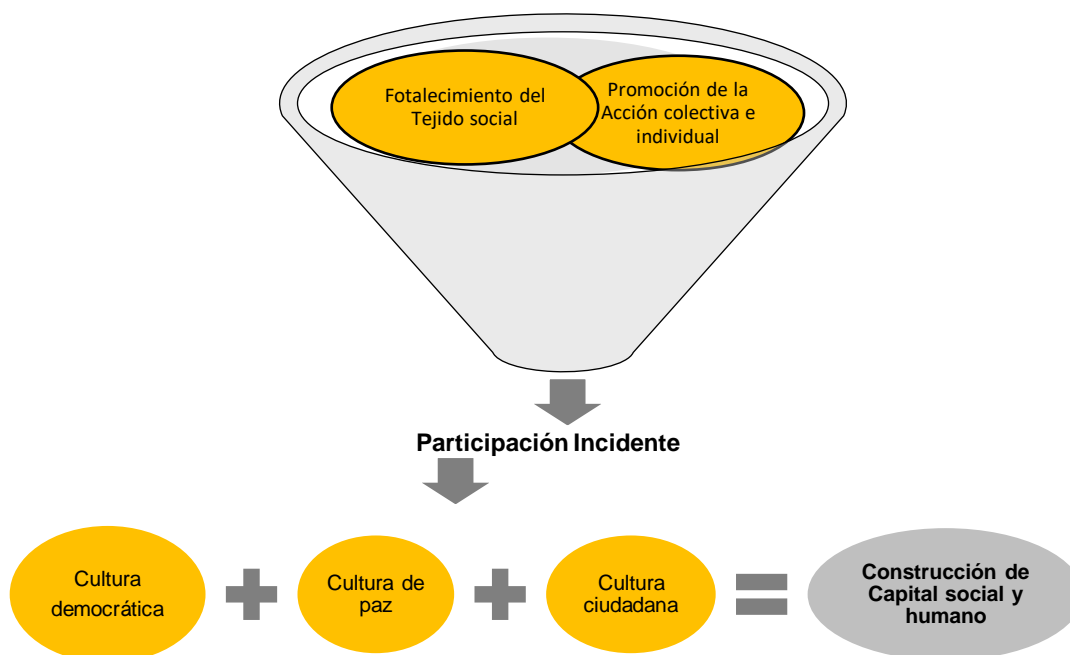 Fotalecimiento del
Tejido social
Promoción de la
Acción colectiva e
individual
Participación Incidente
Cultura
democrática
Cultura de
paz
Cultura
ciudadana
Construcción de
Capital social y
humano